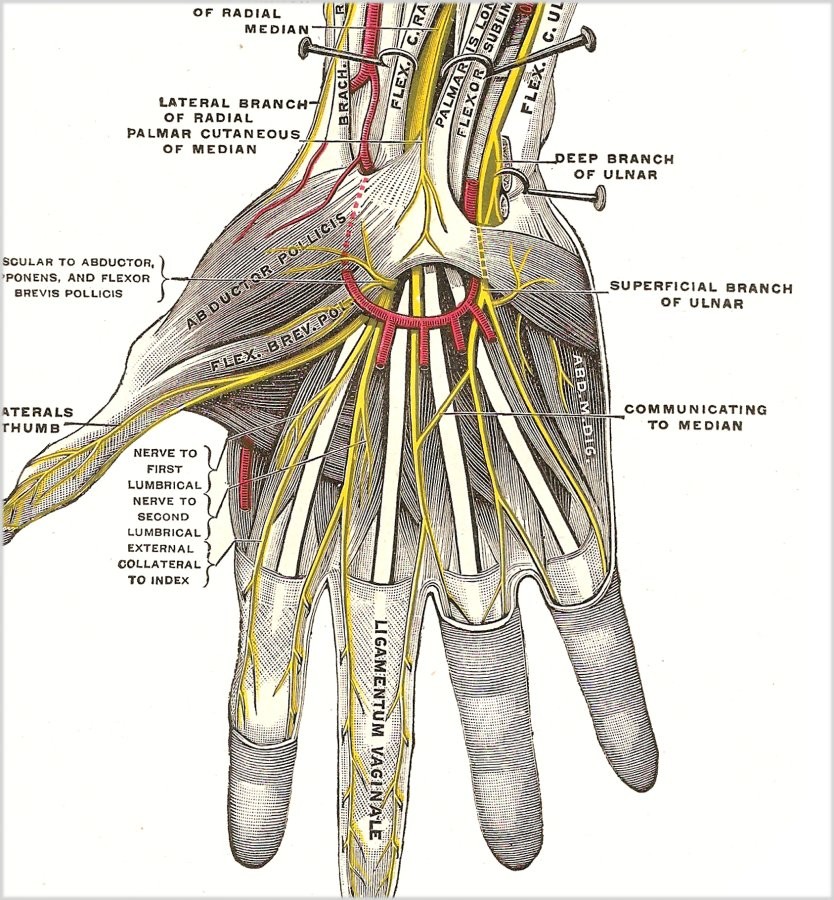 OF RADIAL
MEDIAN
LATERAL BRANCH
OF RADIAL
PALMAR CUTANEOUS
OF MEDIAN
BRACH.
FLEX. C. RA
PALMAR IS LON
FLEXOR SUBLIM
FLEX. C. UL
DEEP BRANCH
OF ULNAR
SCULAR TO ABDUCTOR,
PONENS, AND FLEXOR
BREVIS POLLICIS
ABDUCTOR POLLICIS
FLEX. BREV. POL.
SUPERFICIAL BRANCH
OF ULNAR
ABD. M. DIG.
ATERALS
THUMB
COMMUNICATING
TO MEDIAN
NERVE TO
FIRST
LUMBRICAL
NERVE TO
SECOND
LUMBRICAL
EXTERNAL
COLLATERAL
TO INDEX
LIGAMENTUM VAGINALE